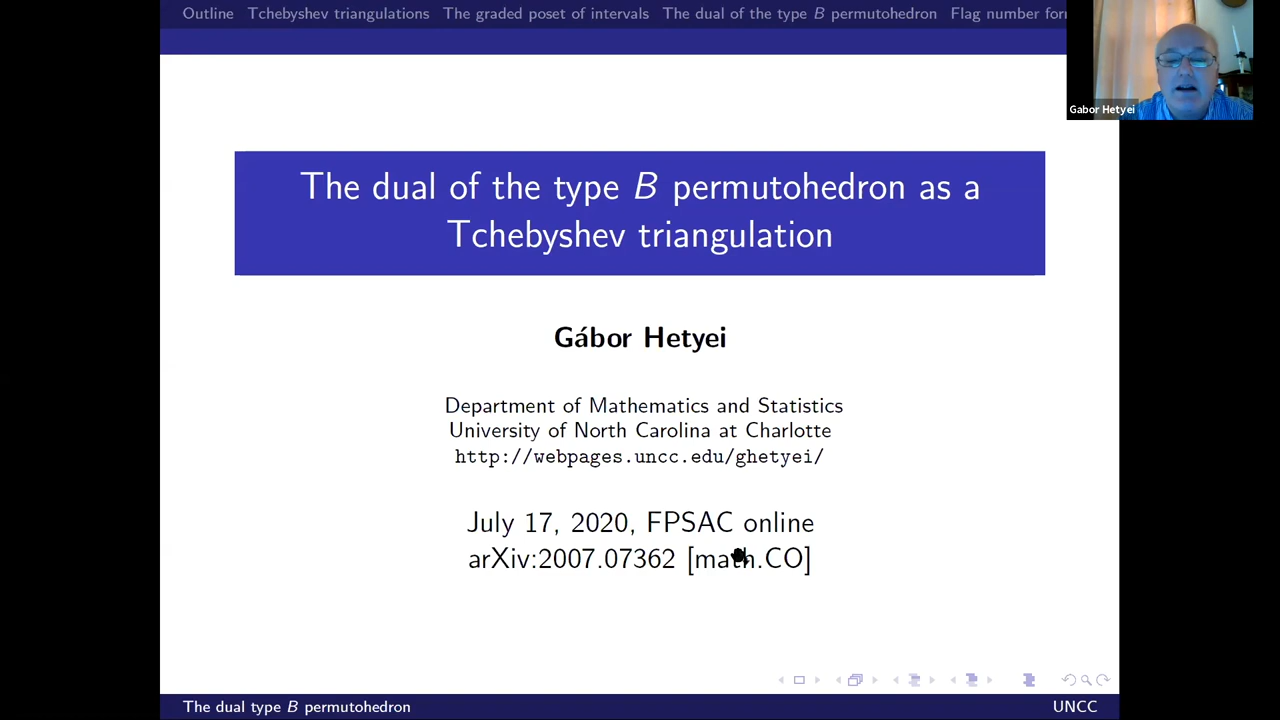 Outline Tchebyshev triangulations The graded poset of intervals The dual of the type B permutohedron Flag number for
Gabor Hetyei
The dual of the type B permutohedron as a
Tchebyshev triangulation
Gábor Hetyei
Department of Mathematics and Statistics
University of North Carolina at Charlotte
http://webpages.uncc.edu/ghetyei/
July 17, 2020, FPSAC online
arXiv:2007.07362 [math.CO]
The dual type B permutohedron
UNCC